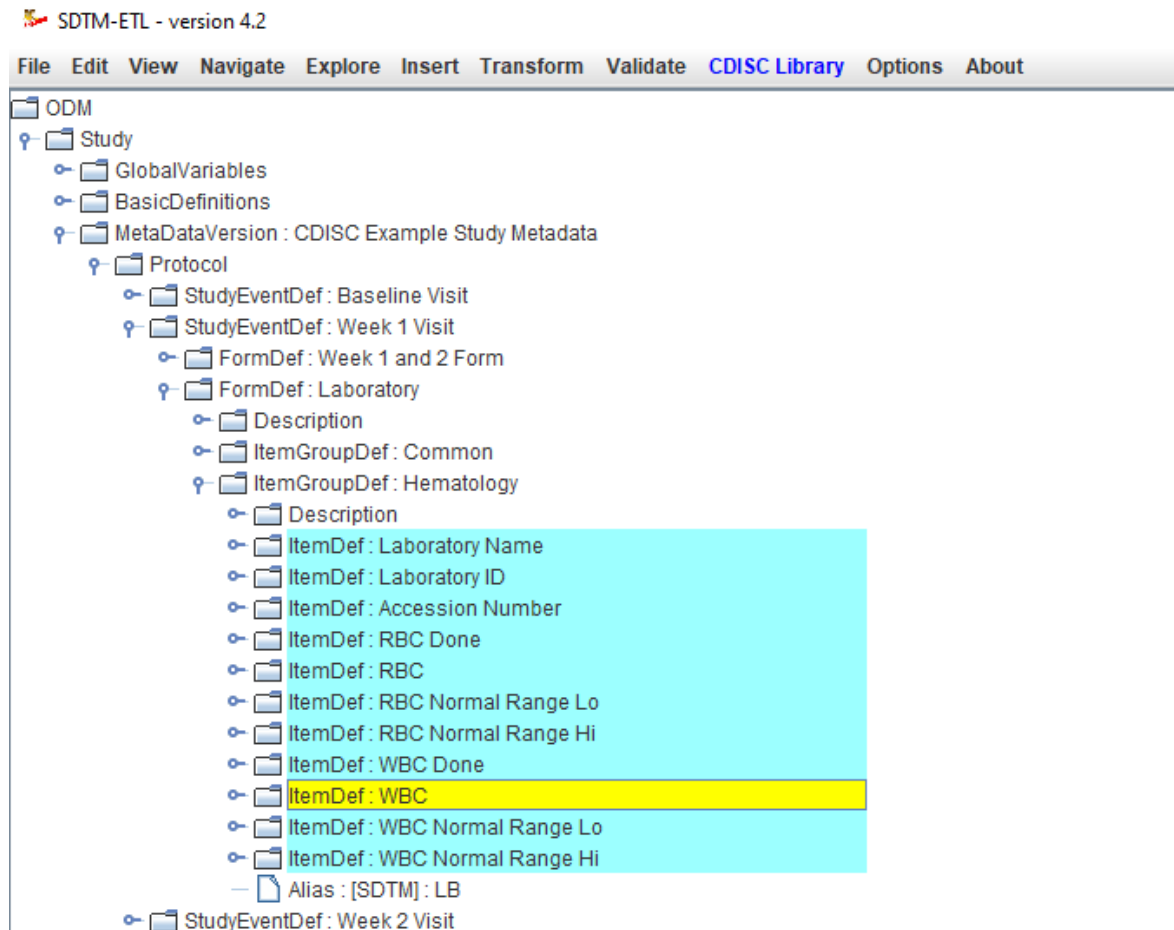 SDTM-ETL - version 4.2
File Edit View Navigate Explore Insert Transform Validate CDISC Library Options About
ODM
Study
GlobalVariables
BasicDefinitions
MetaDataVersion : CDISC Example Study Metadata
Protocol
StudyEventDef : Baseline Visit
StudyEventDef : Week 1 Visit
FormDef : Week 1 and 2 Form
FormDef : Laboratory
Description
ItemGroupDef : Common
ItemGroupDef : Hematology
Description
ItemDef : Laboratory Name
ItemDef : Laboratory ID
ItemDef : Accession Number
ItemDef : RBC Done
ItemDef : RBC
ItemDef : RBC Normal Range Lo
ItemDef : RBC Normal Range Hi
ItemDef : WBC Done
ItemDef : WBC
ItemDef : WBC Normal Range Lo
ItemDef : WBC Normal Range Hi
Alias : [SDTM] : LB
StudyEventDef : Week 2 Visit